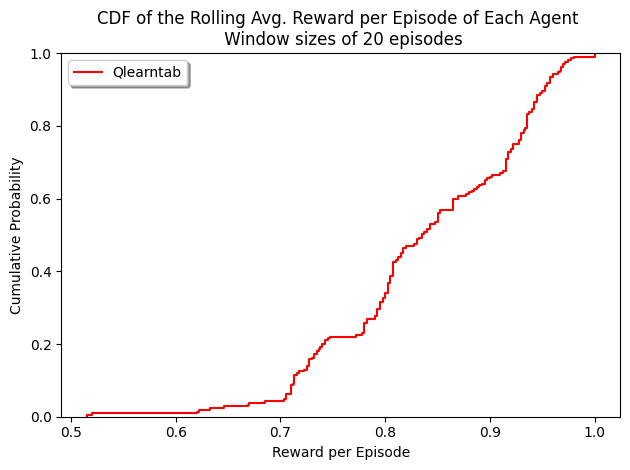 CDF of the Rolling Avg. Reward per Episode of Each Agent
Window sizes of 20 episodes
Qlearntab
Cumulative Probability
1.0
0.8
0.6
0.4
0.2
0.0
0.5 0.6 0.7 0.8 0.9 1.0
Reward per Episode